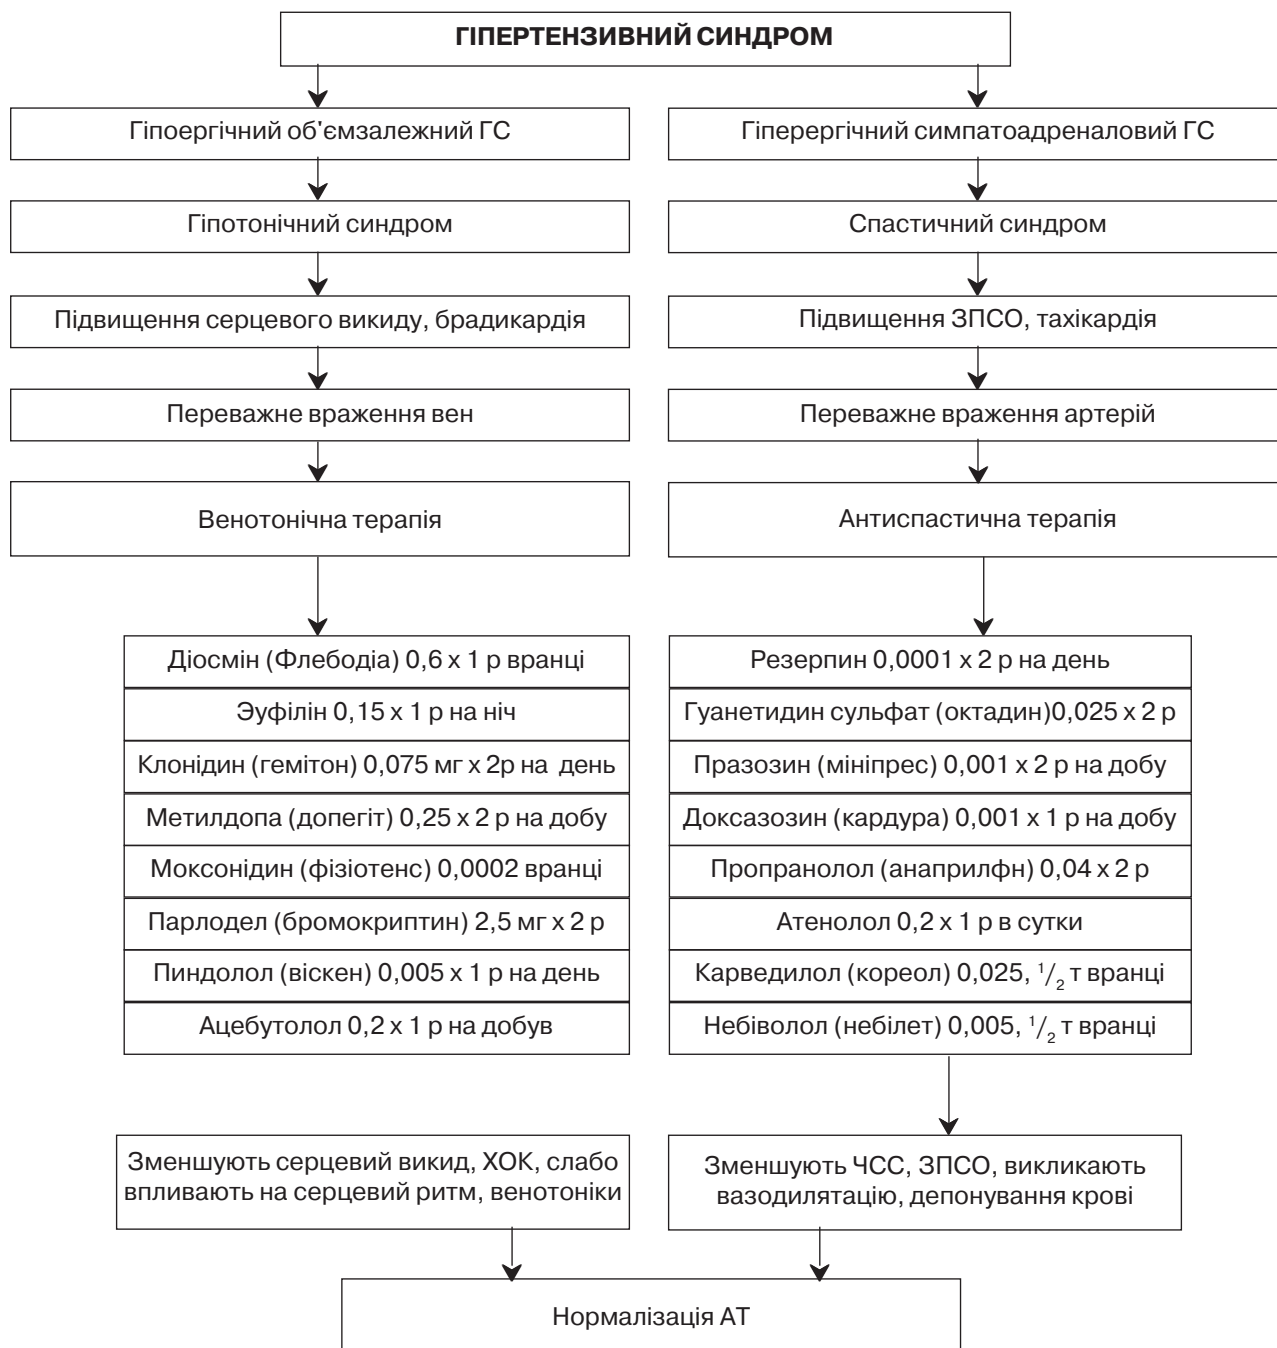 ГІПЕРТЕНЗИВНИЙ СИНДРОМ
Гіпоергічний об'ємзалежний ГС
Гіпотонічний синдром
Підвищення серцевого викиду, брадикардія
Переважне враження вен
Венотонічна терапія
Діосмін (Флебодіа) 0,6 х 1 р вранці
Эуфілін 0,15 х 1 р на ніч
Клонідин (гемітон) 0,075 мг х 2р на день
Метилдопа (допегіт) 0,25 х 2 р на добу
Моксонідин (фізіотенс) 0,0002 вранці
Парлодел (бромокриптин) 2,5 мг х 2 р
Пиндолол (віскен) 0,005 х 1 р на день
Ацебутолол 0,2 х 1 р на добув
Зменшують серцевий викид, ХОК, слабо
впливають на серцевий ритм, венотоніки
Гіперергічний симпатоадреналовий ГС
Спастичний синдром
Підвищення ЗПСО, тахікардія
Переважне враження артерій
Антиспастична терапія
Резерпин 0,0001 х 2 р на день
Гуанетидин сульфат (октадин)0,025 х 2 р
Празозин (мініпрес) 0,001 х 2 р на добу
Доксазозин (кардура) 0,001 х 1 р на добу
Пропранолол (анаприлфн) 0,04 х 2 р
Атенолол 0,2 х 1 р в сутки
Карведилол (кореол) 0,025, 1/2 т вранці
Небіволол (небілет) 0,005, 1/2 т вранці
Зменшують ЧСС, ЗПСО, викликають
вазодилятацію, депонування крові
Нормалізація АТ